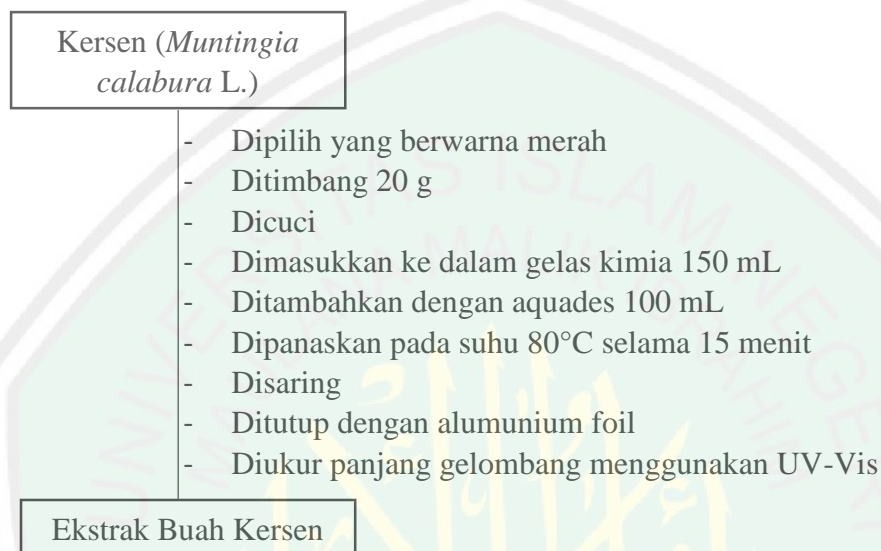 Kersen (Muntingia
calabura L.)
- Dipilih yang berwarna merah
- Ditimbang 20 g
- Dicuci
- Dimasukkan ke dalam gelas kimia 150 mL
- Ditambahkan dengan aquades 100 mL
- Dipanaskan pada suhu 80°C selama 15 menit
- Disaring
- Ditutup dengan alumunium foil
- Diukur panjang gelombang menggunakan UV-Vis
Ekstrak Buah Kersen